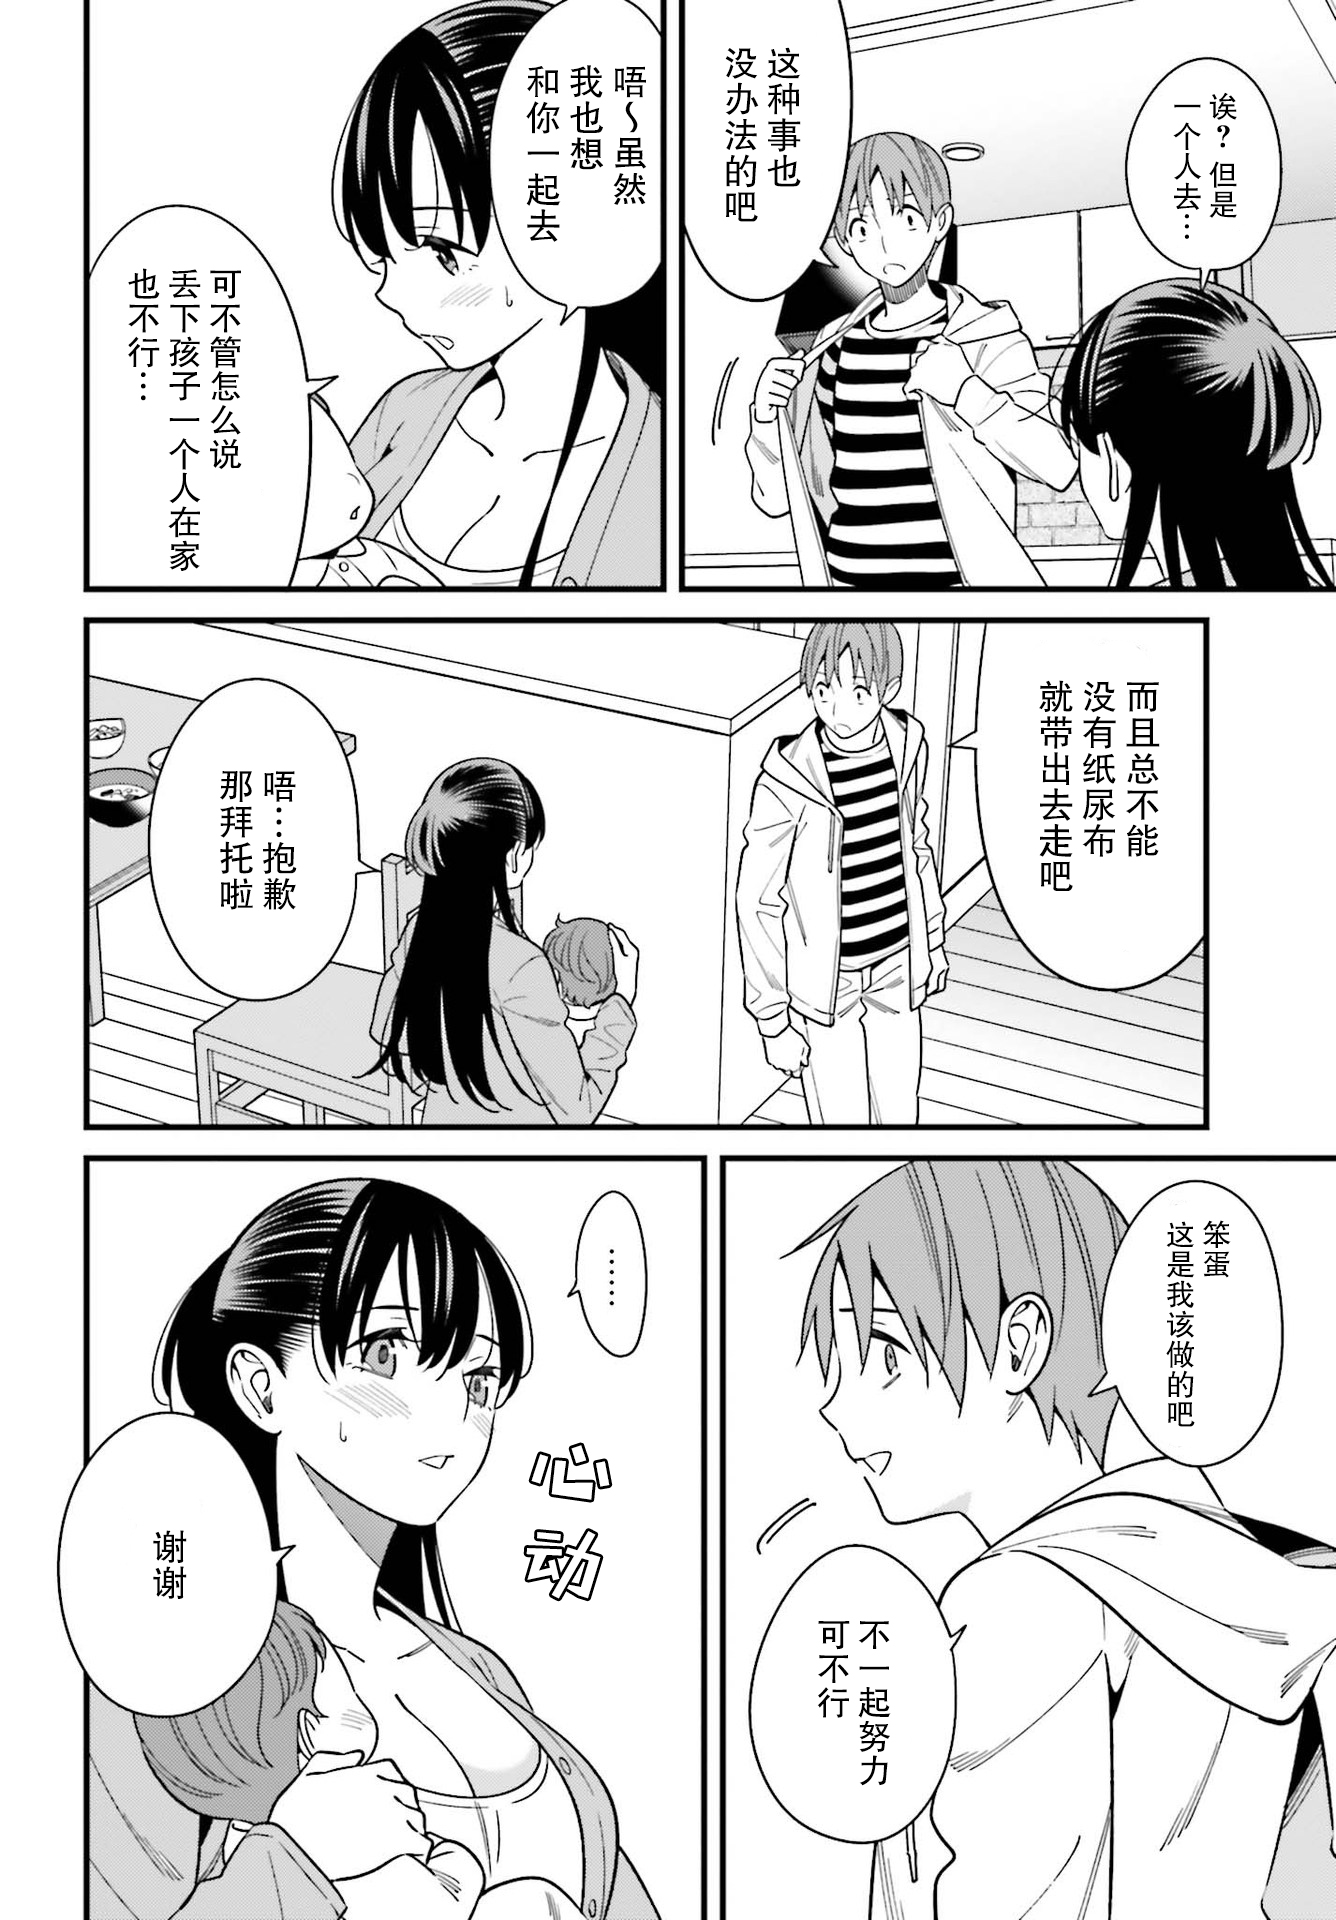 诶？但是
一个人去…
这种事也
没办法的吧
唔～虽然
我也想
和你一起去
可不管怎么说
丢下孩子一个人在家
也不行…
而且总不能
没有纸尿布
就带出去走吧
唔…抱歉
那拜托啦
笨蛋
这是我该做的吧
不一起努力
可不行
……
心动
谢谢